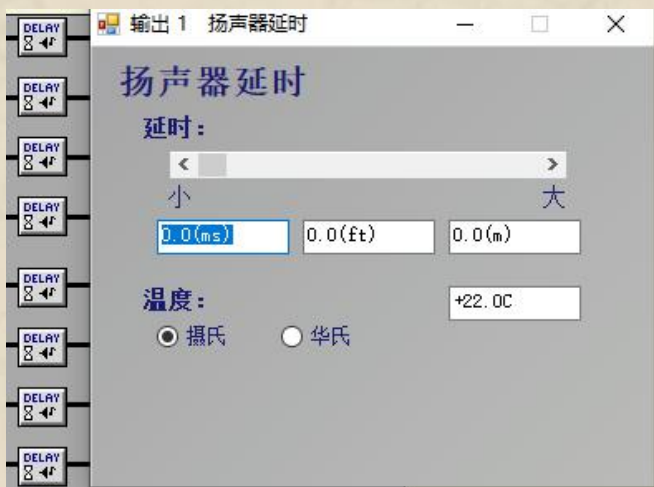 输出 1 扬声器延时
扬声器延时
延时：
小 大
0.0(ms) 0.0(ft) 0.0(m)
温度： +22.0C
摄氏 华氏
DELAY
DELAY
DELAY
DELAY
DELAY
DELAY
DELAY
DELAY